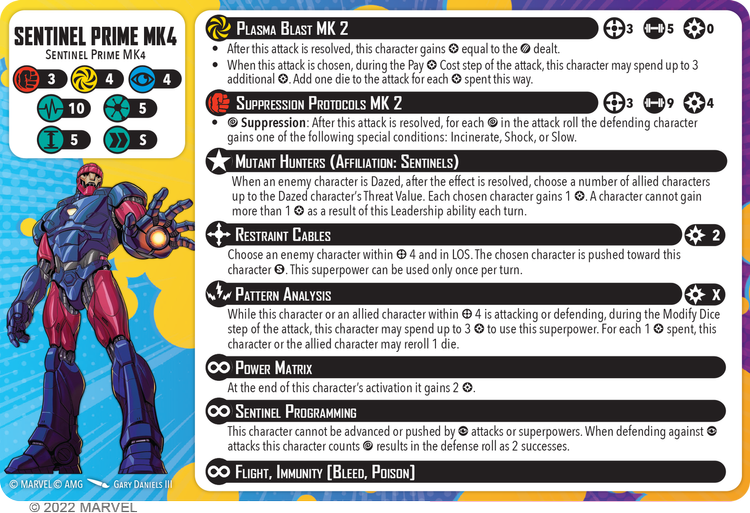 SENTINEL PRIME MK4
SENTINEL PRIME MK4
3 4 4
10 5
5 S
© MARVEL © AMG GARY DANIELS III
PLASMA BLAST MK 2 3 5 0
• After this attack is resolved, this character gains equal to the dealt.
• When this attack is chosen, during the Pay Cost step of the attack, this character may spend up to 3
additional . Add one die to the attack for each spent this way.
SUPPRESSION PROTOCOLS MK 2 3 9 4
• Suppression: After this attack is resolved, for each in the attack roll the defending character
gains one of the following special conditions: Incinerate, Shock, or Slow.
MUTANT HUNTERS (AFFILIATION: SENTINELS)
When an enemy character is Dazed, after the effect is resolved, choose a number of allied characters
up to the Dazed character's Threat Value. Each chosen character gains 1 . A character cannot gain
more than 1 as a result of this Leadership ability each turn.
RESTRAINT CABLES 2
Choose an enemy character within 4 and in LOS. The chosen character is pushed toward this
character S. This superpower can be used only once per turn.
PATTERN ANALYSIS X
While this character or an allied character within 4 is attacking or defending, during the Modify Dice
step of the attack, this character may spend up to 3 to use this superpower. For each 1 spent, this
character or the allied character may reroll 1 die.
POWER MATRIX
At the end of this character's activation it gains 2 .
SENTINEL PROGRAMMING
This character cannot be advanced or pushed by attacks or superpowers. When defending against
attacks this character counts results in the defense roll as 2 successes.
FLIGHT, IMMUNITY [BLEED, POISON]
© 2022 MARVEL